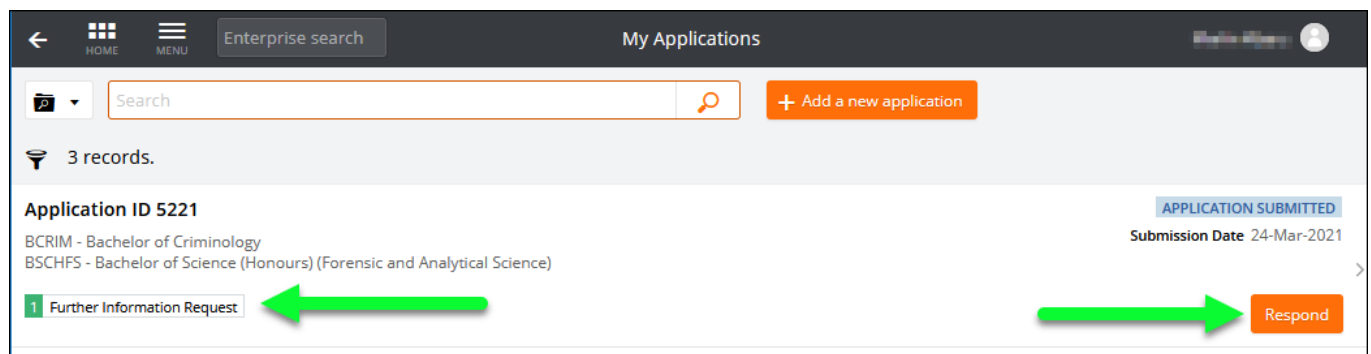 HOME
MENU
Enterprise search
My Applications
Search
+ Add a new application
3 records.
Application ID 5221
APPLICATION SUBMITTED
BCRIM - Bachelor of Criminology
Submission Date 24-Mar-2021
BSCHFS - Bachelor of Science (Honours) (Forensic and Analytical Science)
1 Further Information Request
Respond